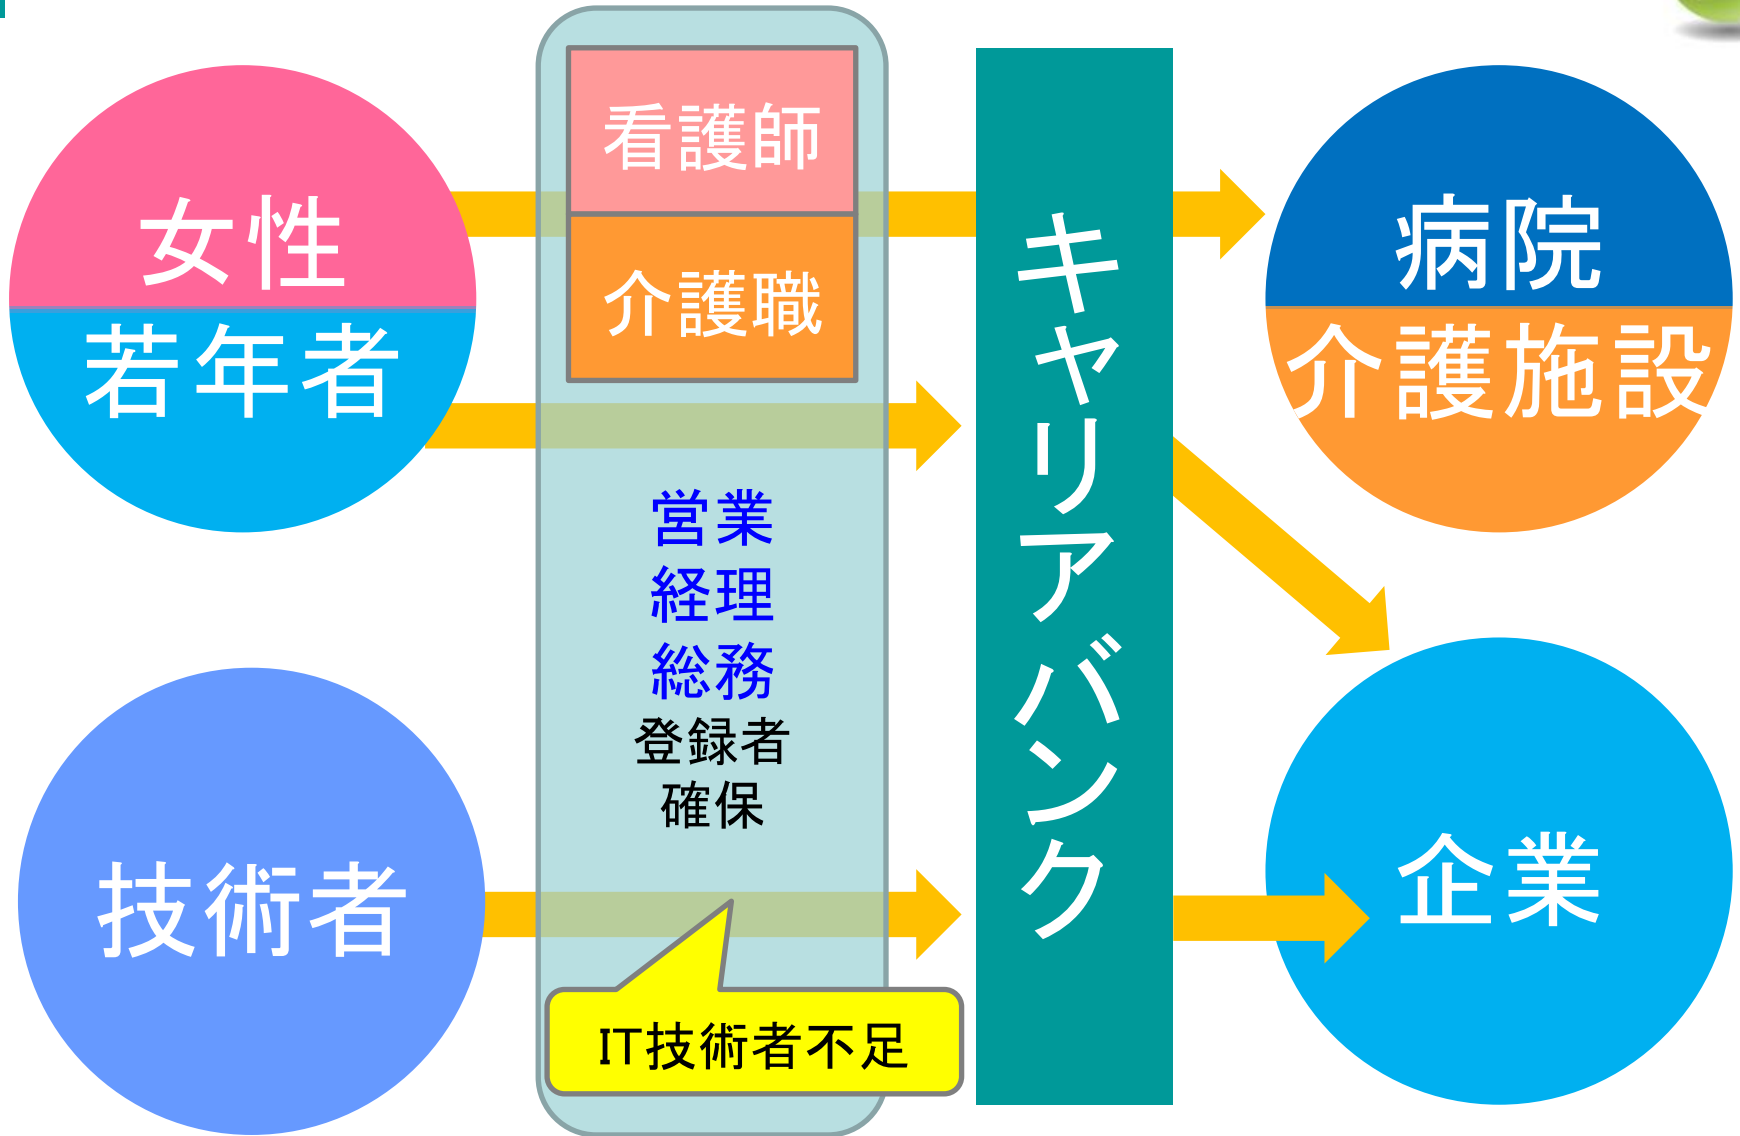 女性
若年者
技術者
看護師
介護職
営業
経理
総務
登録者
確保
IT技術者不足
キャリアバンク
病院
介護施設
企業